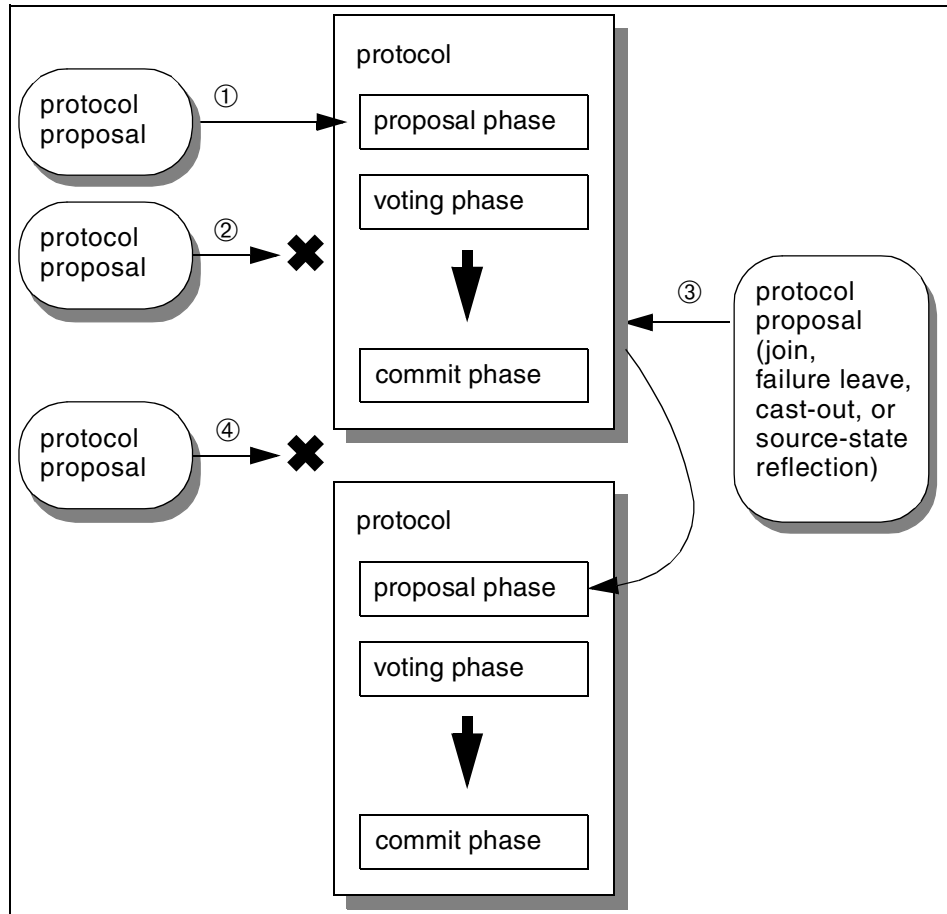 protocol
proposal phase
voting phase
commit phase
①
protocol
proposal
②
protocol
proposal
③
protocol
proposal
(join,
failure leave,
cast-out, or
source-state
reflection)
④
protocol
proposal
protocol
proposal phase
voting phase
commit phase